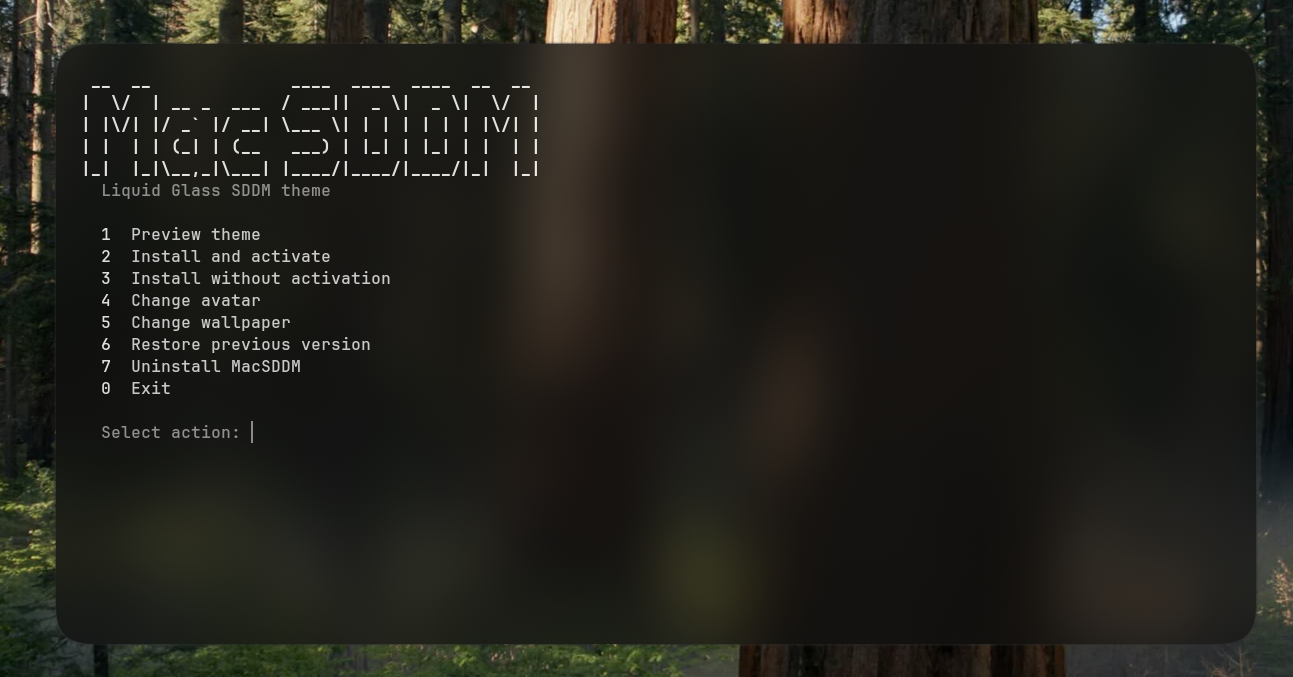 MacSDDM
Liquid Glass SDDM theme
1 Preview theme
2 Install and activate
3 Install without activation
4 Change avatar
5 Change wallpaper
6 Restore previous version
7 Uninstall MacSDDM
0 Exit
Select action: